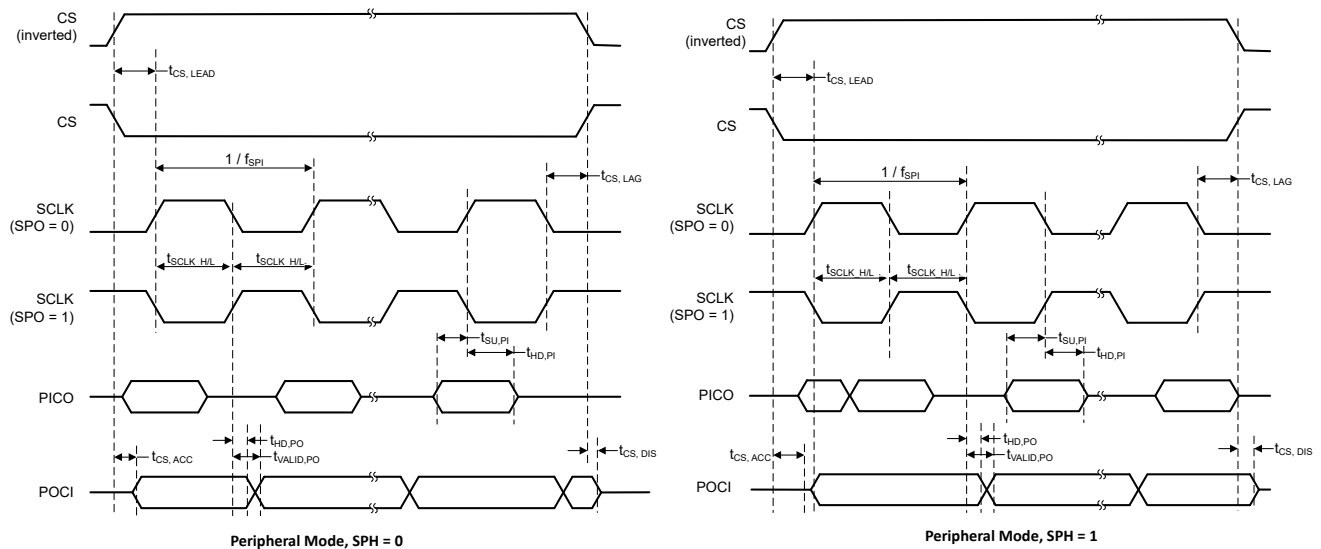 CS
(inverted)
tCS, LEAD
CS
1 / fSPI
tCS, LAG
SCLK
(SPO = 0)
tSCLK_H/L
tSCLK_H/L
SCLK
(SPO = 1)
tSU,PI
tHD,PI
PICO
tHD,PO
tVALID,PO
tCS, ACC
tCS, DIS
POCI
Peripheral Mode, SPH = 0
CS
(inverted)
tCS, LEAD
CS
1 / fSPI
tCS, LAG
SCLK
(SPO = 0)
tSCLK_H/L
tSCLK_H/L
SCLK
(SPO = 1)
tSU,PI
tHD,PI
PICO
tHD,PO
tVALID,PO
tCS, ACC
tCS, DIS
POCI
Peripheral Mode, SPH = 1